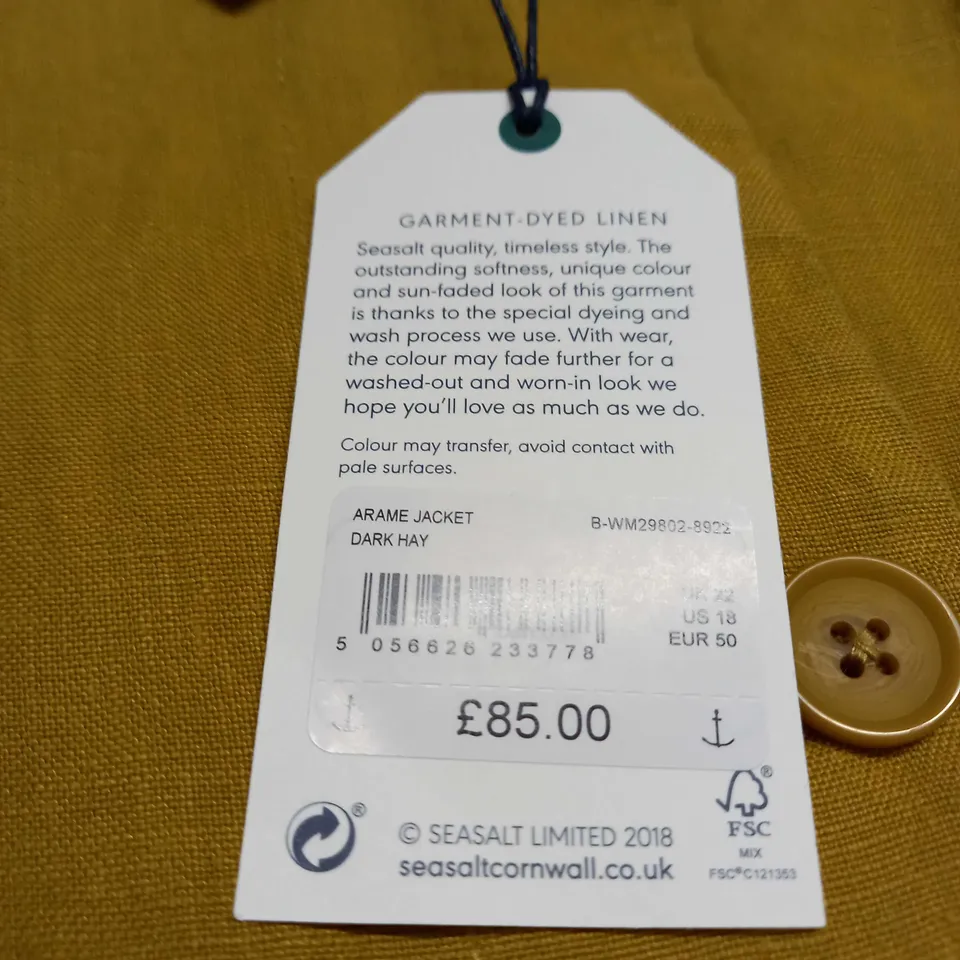 GARMENT-DYED LINEN
Seasalt quality, timeless style. The
outstanding softness, unique colour
and sun-faded look of this garment
is thanks to the special dyeing and
wash process we use. With wear,
the colour may fade further for a
washed-out and worn-in look we
hope you'll love as much as we do.
Colour may transfer, avoid contact with
pale surfaces.
ARAME JACKET
B-WM29802-8922
DARK HAY
UK 22
US 18
EUR 50
5 056626 233778
£85.00
®
®
FSC
MIX
FSC®C121353
© SEASALT LIMITED 2018
seasaltcornwall.co.uk